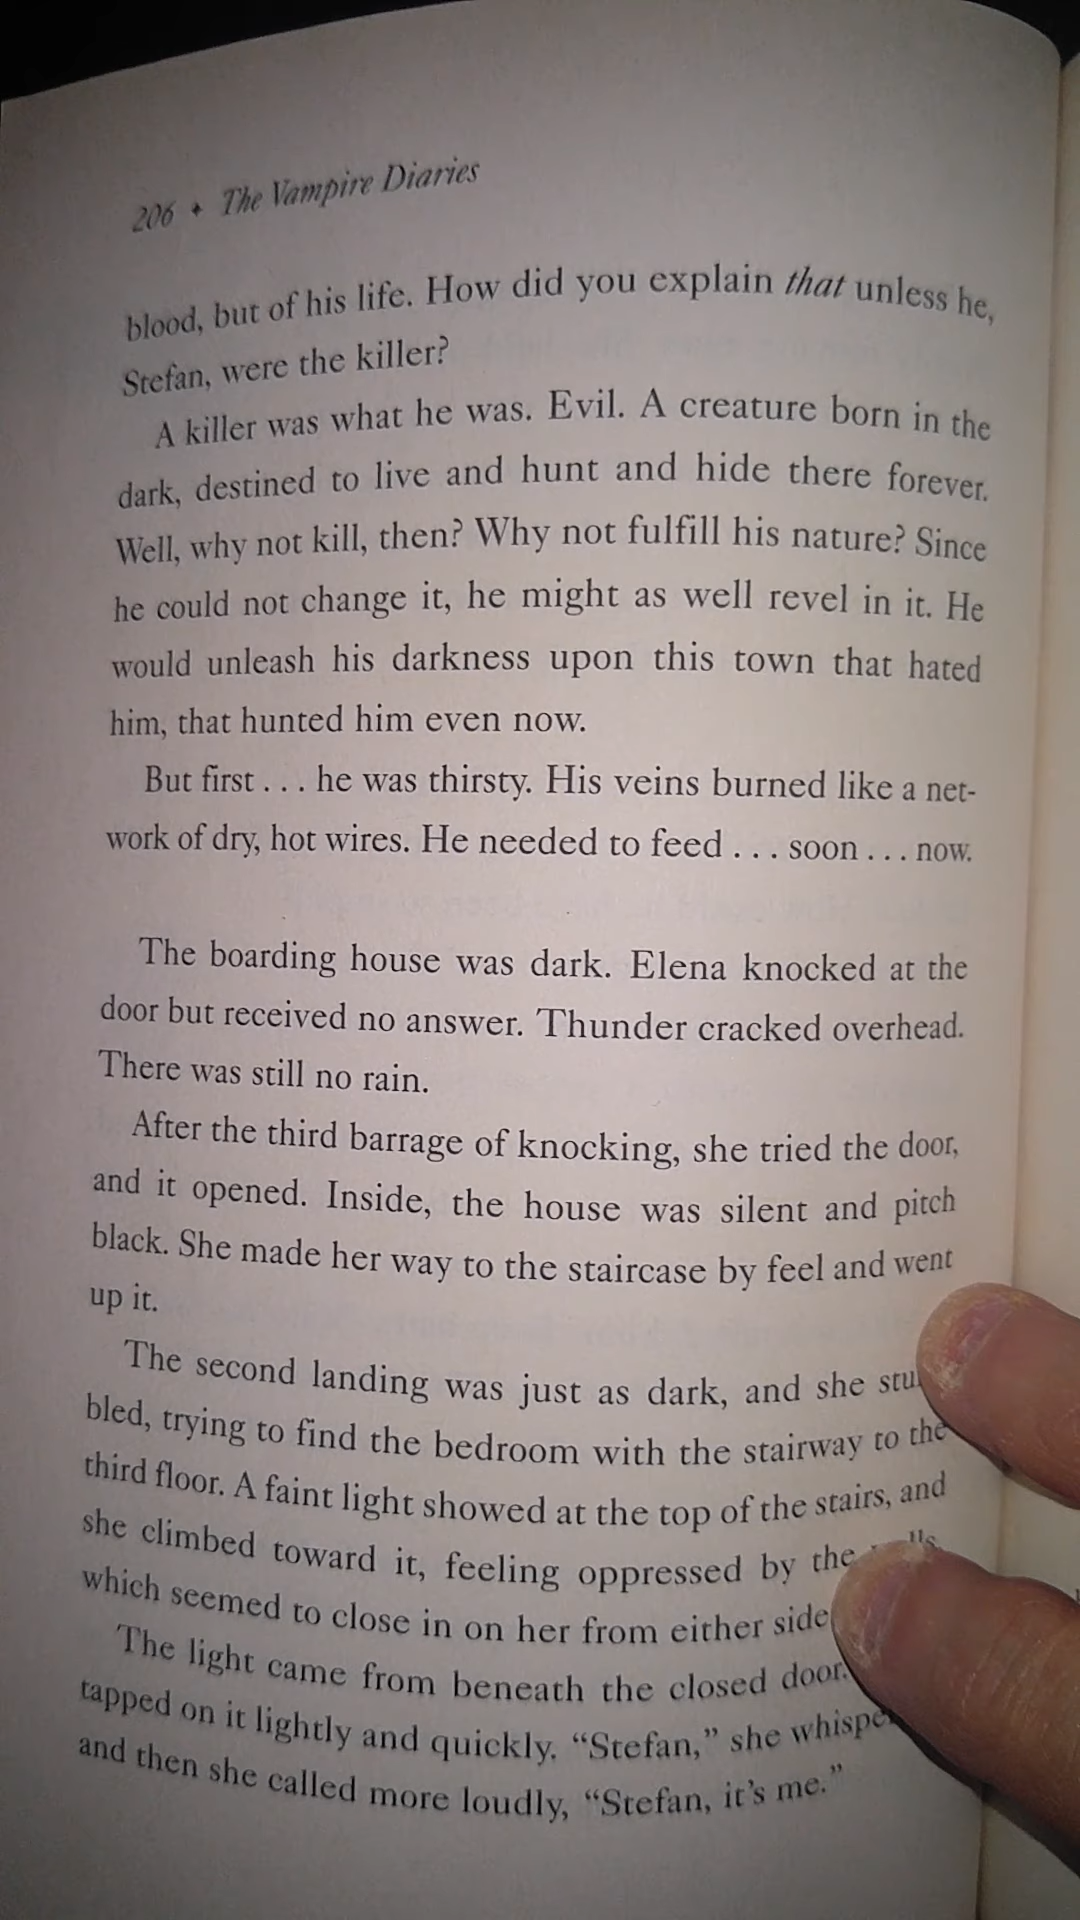 206 ✦ The Vampire Diaries
blood, but of his life. How did you explain that unless he,
Stefan, were the killer?
A killer was what he was. Evil. A creature born in the
dark, destined to live and hunt and hide there forever.
Well, why not kill, then? Why not fulfill his nature? Since
he could not change it, he might as well revel in it. He
would unleash his darkness upon this town that hated
him, that hunted him even now.
But first . . . he was thirsty. His veins burned like a net-
work of dry, hot wires. He needed to feed . . . soon . . . now.
The boarding house was dark. Elena knocked at the
door but received no answer. Thunder cracked overhead.
There was still no rain.
After the third barrage of knocking, she tried the door,
and it opened. Inside, the house was silent and pitch
black. She made her way to the staircase by feel and went
up it.
The second landing was just as dark, and she
bled, trying to find the bedroom with the stairway to the
third floor. A faint light showed at the top of the stairs, and
she climbed toward it, feeling oppressed by the
which seemed to close in on her from either side
The light came from beneath the closed door.
tapped on it lightly and quickly. “Stefan,” she
and then she called more loudly, “Stefan, it’s me.”